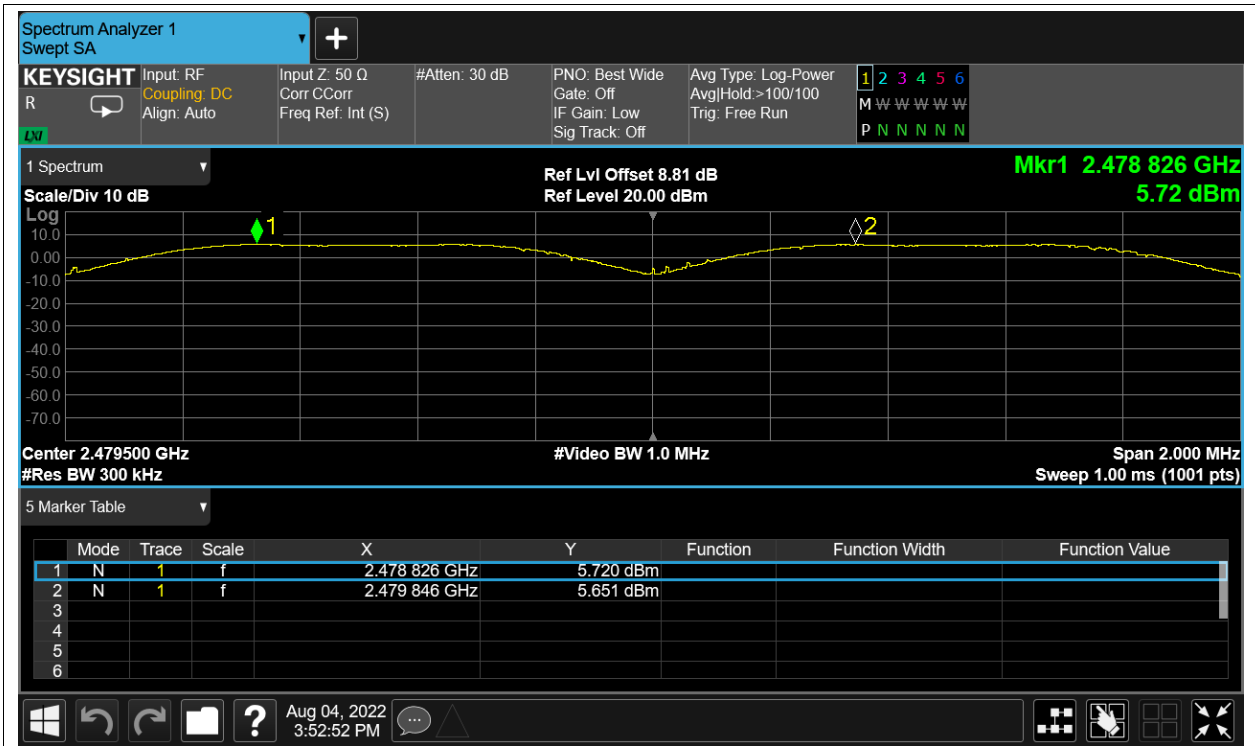 Spectrum Analyzer 1
Swept SA
KEYSIGHT
R
LXI
Input: RF
Coupling: DC
Align: Auto
Input Z: 50 Ω
Corr CCorr
Freq Ref: Int (S)
#Atten: 30 dB
PNO: Best Wide
Gate: Off
IF Gain: Low
Sig Track: Off
Avg Type: Log-Power
Avg|Hold:>100/100
Trig: Free Run
1 2 3 4 5 6
M W W W W W
P N N N N N
1 Spectrum
Scale/Div 10 dB
Ref Lvl Offset 8.81 dB
Ref Level 20.00 dBm
Mkr1 2.478 826 GHz
5.72 dBm
Log
10.0
0.00
-10.0
-20.0
-30.0
-40.0
-50.0
-60.0
-70.0
1
2
Center 2.479500 GHz
#Res BW 300 kHz
#Video BW 1.0 MHz
Span 2.000 MHz
Sweep 1.00 ms (1001 pts)
5 Marker Table
Mode Trace Scale X Y Function Function Width Function Value
1 N 1 f 2.478 826 GHz 5.720 dBm
2 N 1 f 2.479 846 GHz 5.651 dBm
3
4
5
6
?
Aug 04, 2022
3:52:52 PM